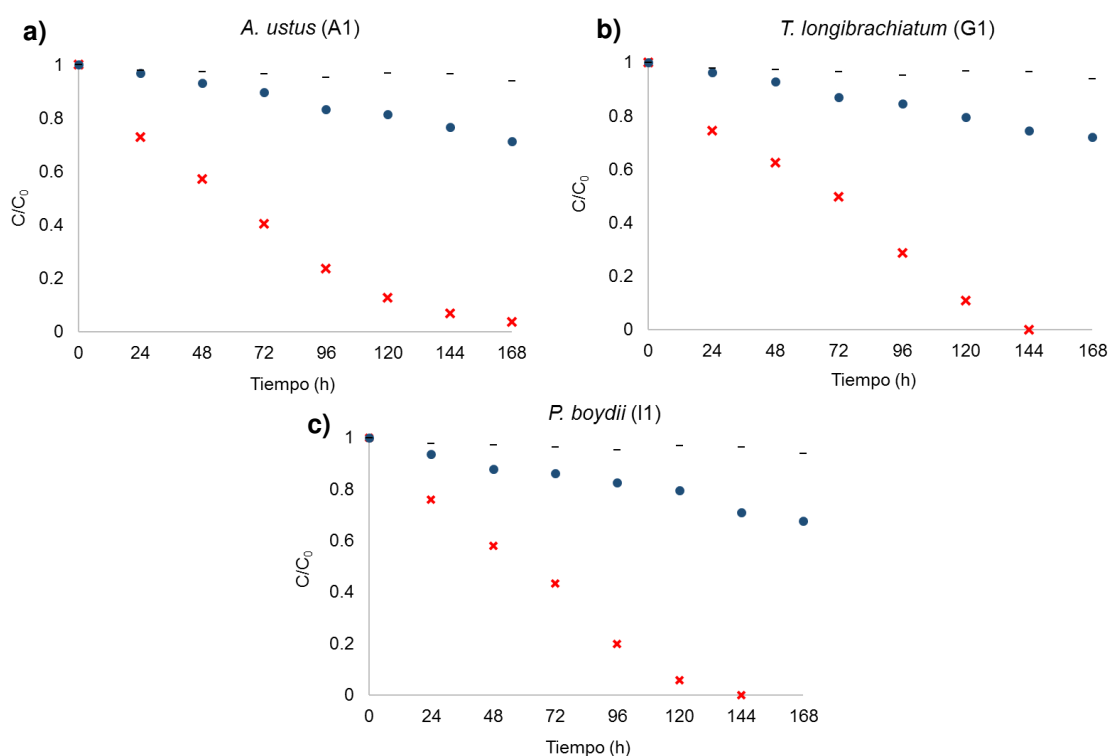 a)
A. ustus (A1)
1
0.8
0.6
0.4
0.2
0
C/C0
0 24 48 72 96 120 144 168
Tiempo (h)
b)
T. longibrachiatum (G1)
1
0.8
0.6
0.4
0.2
0
C/C0
0 24 48 72 96 120 144 168
Tiempo (h)
c)
P. boydii (I1)
1
0.8
0.6
0.4
0.2
0
C/C0
0 24 48 72 96 120 144 168
Tiempo (h)